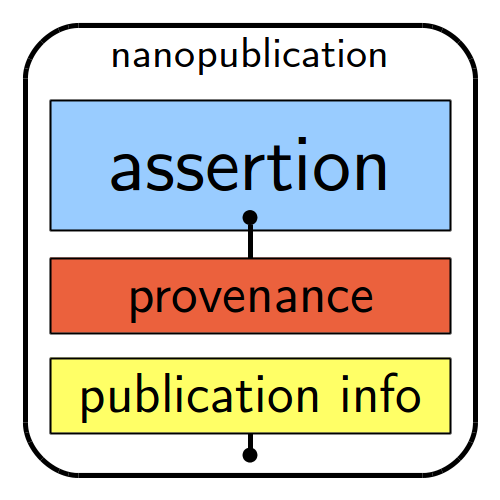 nanopublication
assertion
provenance
publication info